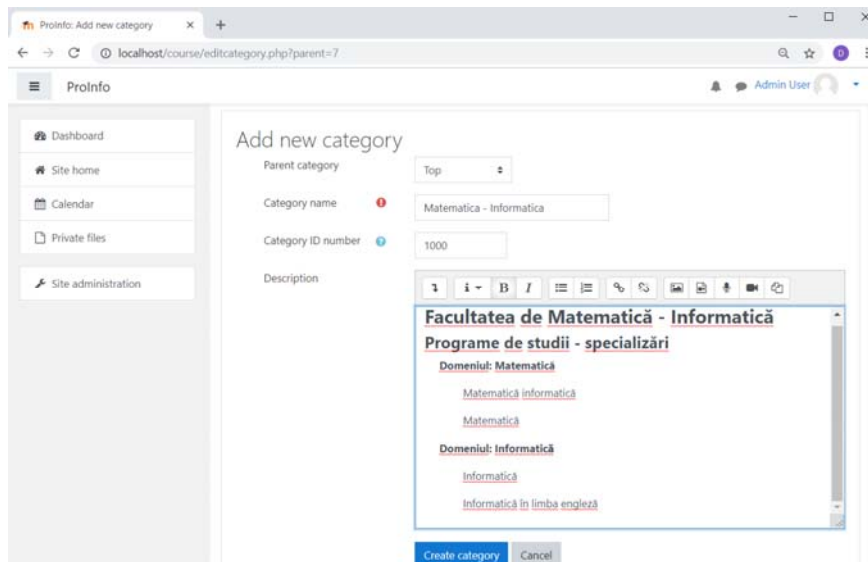 ProInfo: Add new category
localhost/course/editcategory.php?parent=7
D
ProInfo
Admin User
Dashboard
Site home
Calendar
Private files
Site administration
Add new category
Parent category
Top
Category name
Matematica - Informatica
Category ID number
1000
Description
i B I
Facultatea de Matematică - Informatică
Programe de studii - specializări
Domeniul: Matematică
Matematică informatică
Matematică
Domeniul: Informatică
Informatică
Informatică în limba engleză
Create category Cancel